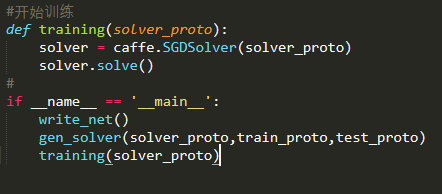 #开始训练
def training(solver_proto):
    solver = caffe.SGDSolver(solver_proto)
    solver.solve()
#
if __name__ == '__main__':
    write_net()
    gen_solver(solver_proto,train_proto,test_proto)
    training(solver_proto)